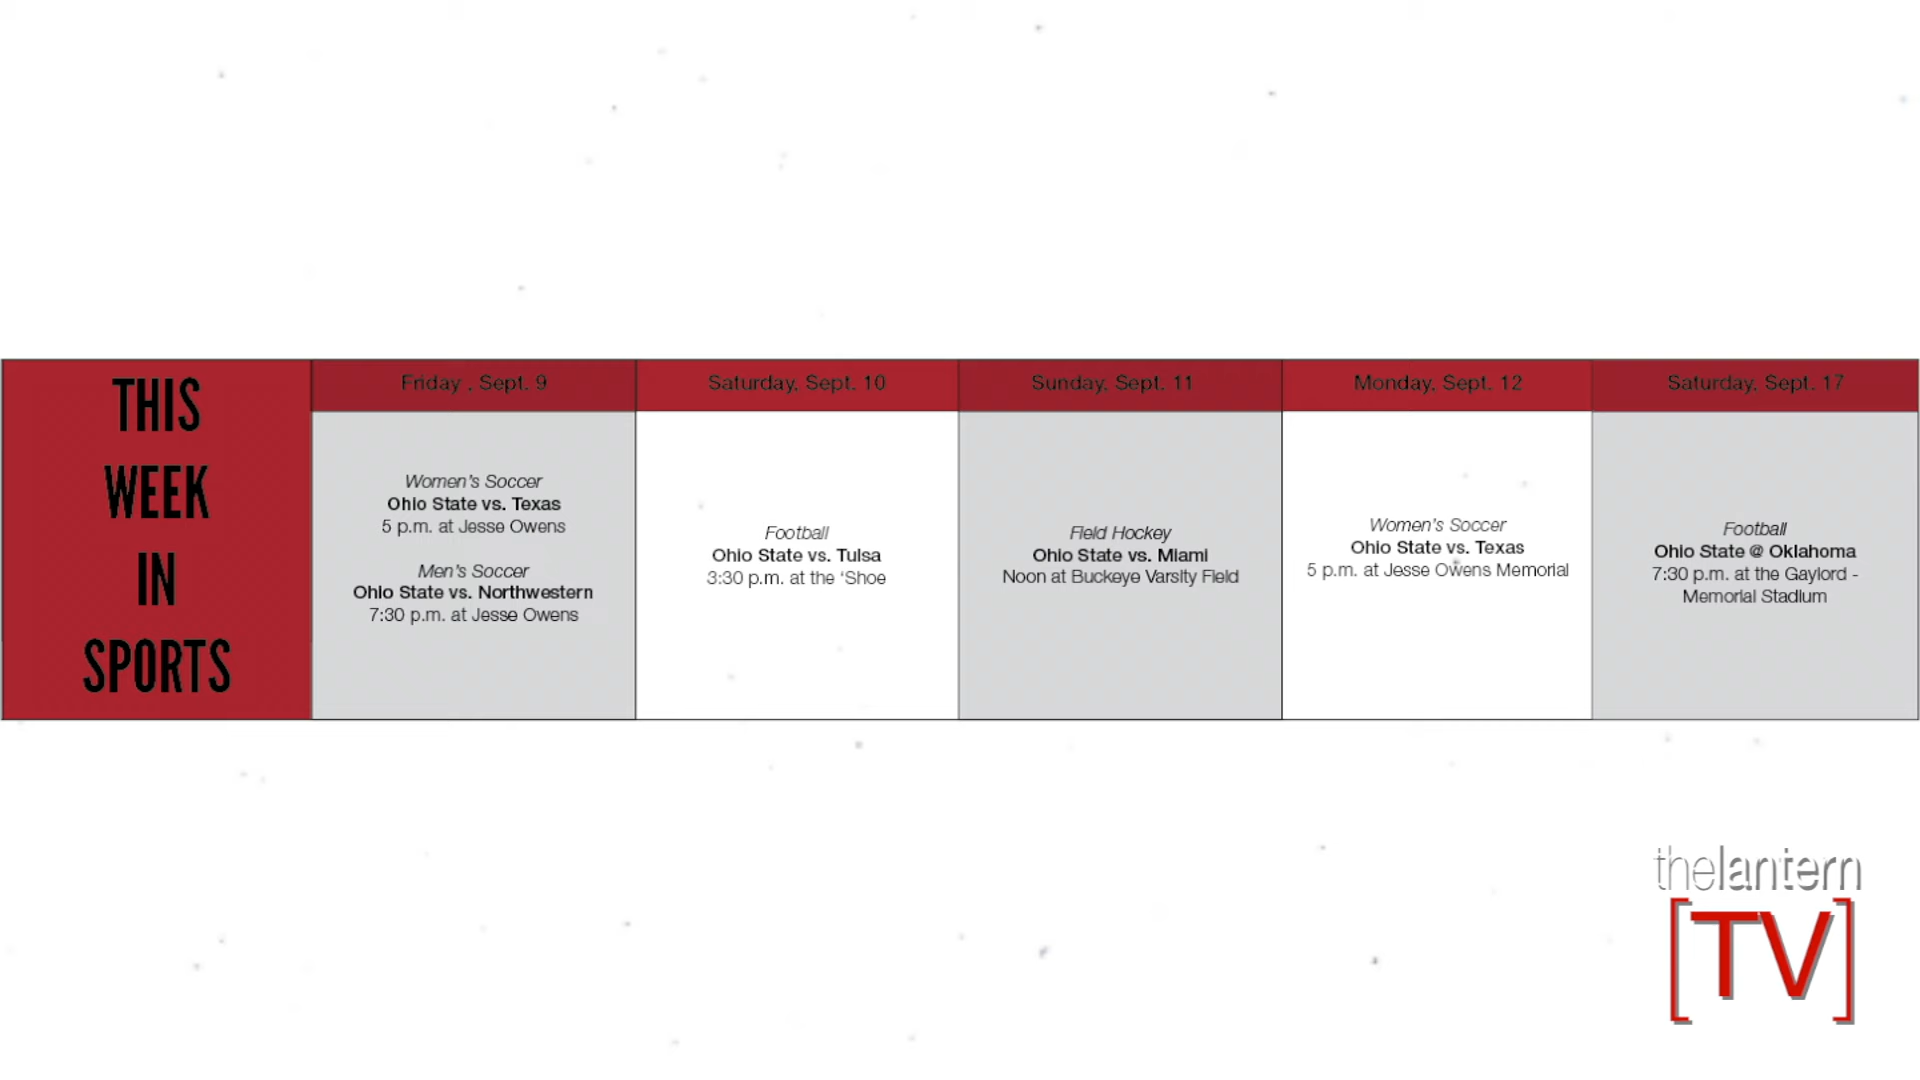 THIS
WEEK
IN
SPORTS
Friday , Sept. 9
Women's Soccer
Ohio State vs. Texas
5 p.m. at Jesse Owens
Men's Soccer
Ohio State vs. Northwestern
7:30 p.m. at Jesse Owens
Saturday, Sept. 10
Football
Ohio State vs. Tulsa
3:30 p.m. at the ‘Shoe
Sunday, Sept. 11
Field Hockey
Ohio State vs. Miami
Noon at Buckeye Varsity Field
Monday, Sept. 12
Women's Soccer
Ohio State vs. Texas
5 p.m. at Jesse Owens Memorial
Saturday, Sept. 17
Football
Ohio State @ Oklahoma
7:30 p.m. at the Gaylord -
Memorial Stadium
thelantern
[TV]